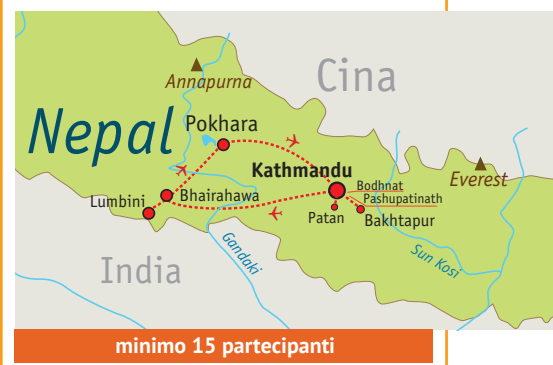 Cina
Annapurna
Nepal
Pokhara
Kathmandu
Everest
Bodhnat
Pashupatinath
Lumbini
Bhairahawa
Patan
Bakhtapur
Gandaki
Sun Kosi
India
minimo 15 partecipanti